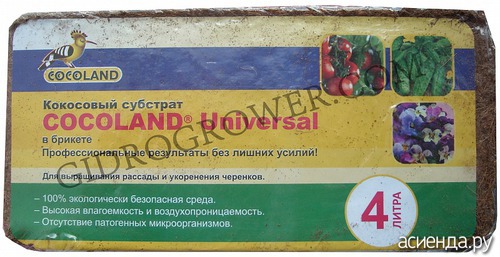 COCOLAND
Кокосовый субстрат
COCOLAND® Universal
в брикете
Профессиональные результаты без лишних усилий!
Для выращивания рассады и укоренения черенков.
– 100% экологически безопасная среда.
– Высокая влагоемкость и воздухопроницаемость.
– Отсутствие патогенных микроорганизмов.
4
ЛИТРА
GIDROGROWER.COM
асиенда.ру